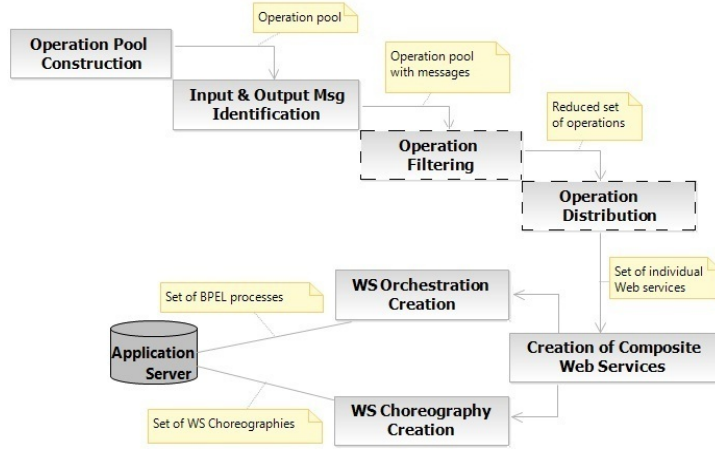 Operation pool
Operation Pool
Construction
Operation pool
with messages
Input & Output Msg
Identification
Reduced set
of operations
Operation
Filtering
Operation
Distribution
Set of individual
Web services
WS Orchestration
Creation
Set of BPEL processes
Application
Server
Creation of Composite
Web Services
WS Choreography
Creation
Set of WS Choreographies